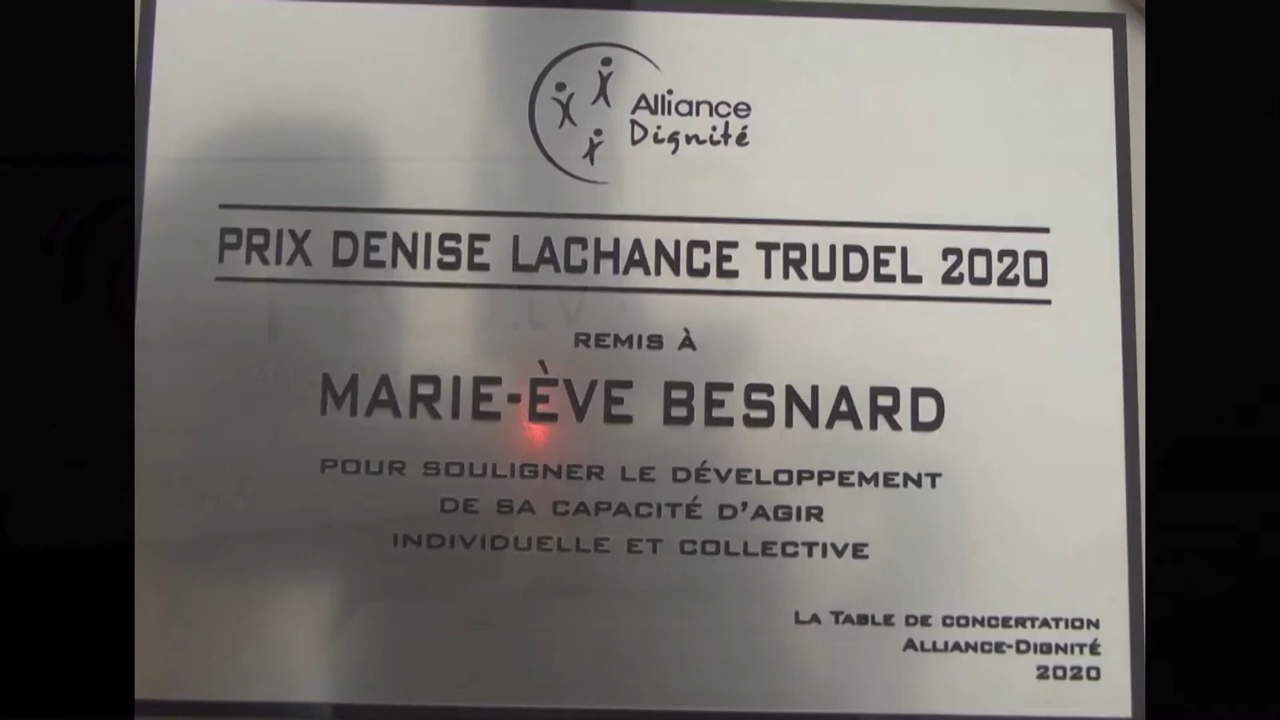 Alliance
Dignité
PRIX DENISE LACHANCE TRUDEL 2020
REMIS À
MARIE-ÈVE BESNARD
POUR SOULIGNER LE DÉVELOPPEMENT
DE SA CAPACITÉ D'AGIR
INDIVIDUELLE ET COLLECTIVE
LA TABLE DE CONCERTATION
ALLIANCE-DIGNITÉ
2020